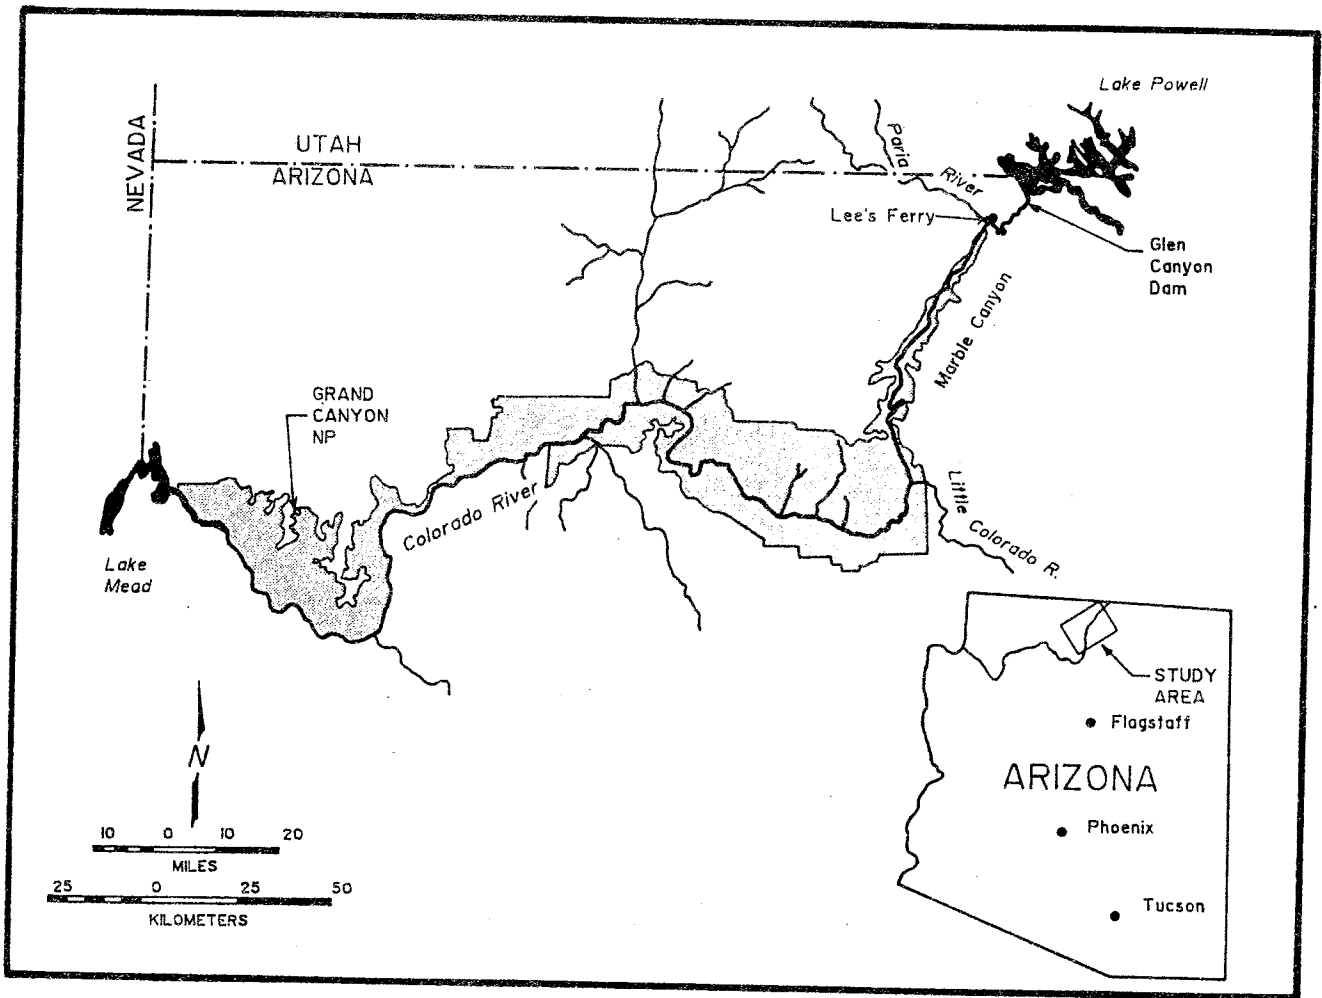 Lake Powell
NEVADA
UTAH
ARIZONA
Paria
River
Lee's Ferry
Glen
Canyon
Dam
Marble Canyon
GRAND
CANYON
NP
Colorado River
Little Colorado R.
Lake
Mead
STUDY
AREA
Flagstaff
ARIZONA
Phoenix
Tucson
N
10 0 10 20
MILES
25 0 25 50
KILOMETERS